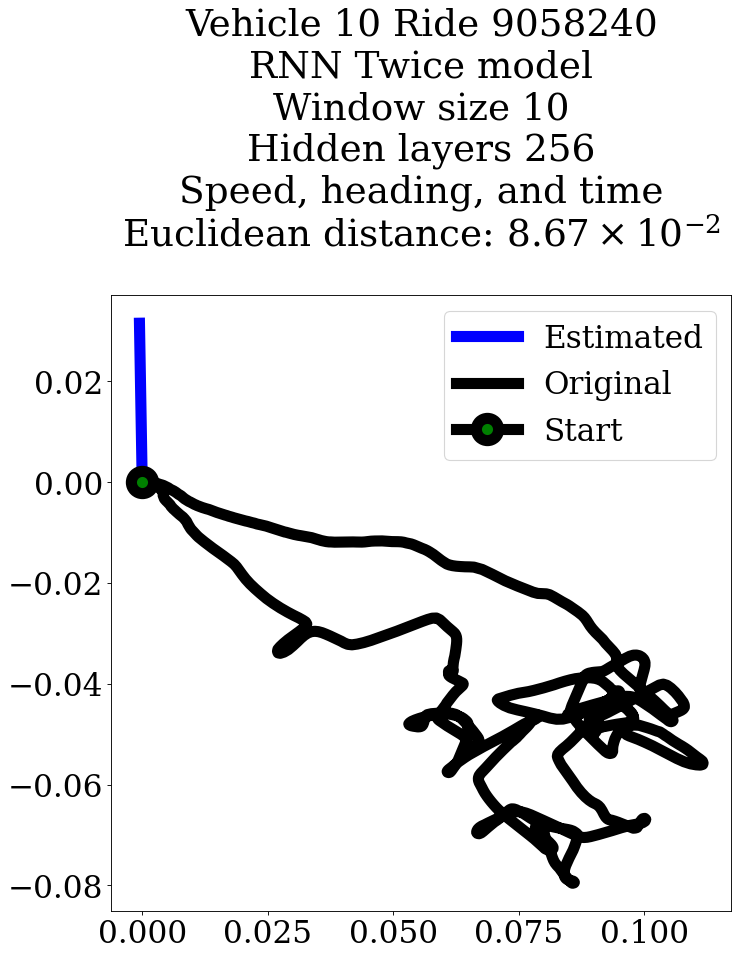 Vehicle 10 Ride 9058240
RNN Twice model
Window size 10
Hidden layers 256
Speed, heading, and time
Euclidean distance: 8.67 × 10⁻²
Estimated
Original
Start
0.02
0.00
−0.02
−0.04
−0.06
−0.08
0.000 0.025 0.050 0.075 0.100